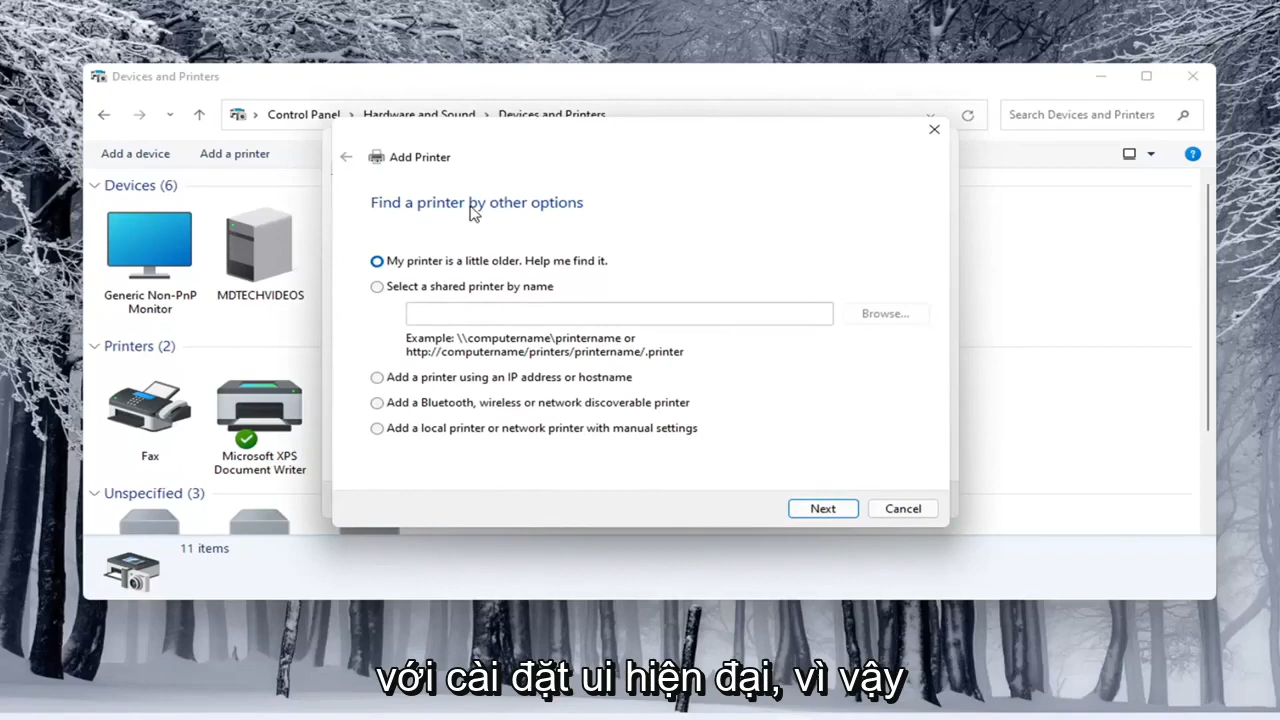 Devices and Printers
Control Panel > Hardware and Sound > Devices and Printers
Search Devices and Printers
Add Printer
Add a device
Add a printer
Find a printer by other options
My printer is a little older. Help me find it.
Select a shared printer by name
Browse...
Example: \\computername\printername or
http://computername/printers/printername/.printer
Add a printer using an IP address or hostname
Add a Bluetooth, wireless or network discoverable printer
Add a local printer or network printer with manual settings
Next
Cancel
Devices (6)
Generic Non-PnP
Monitor
MDTECHVIDEOS
Printers (2)
Fax
Microsoft XPS
Document Writer
Unspecified (3)
11 items
với cài đặt ui hiện đại, vì vậy